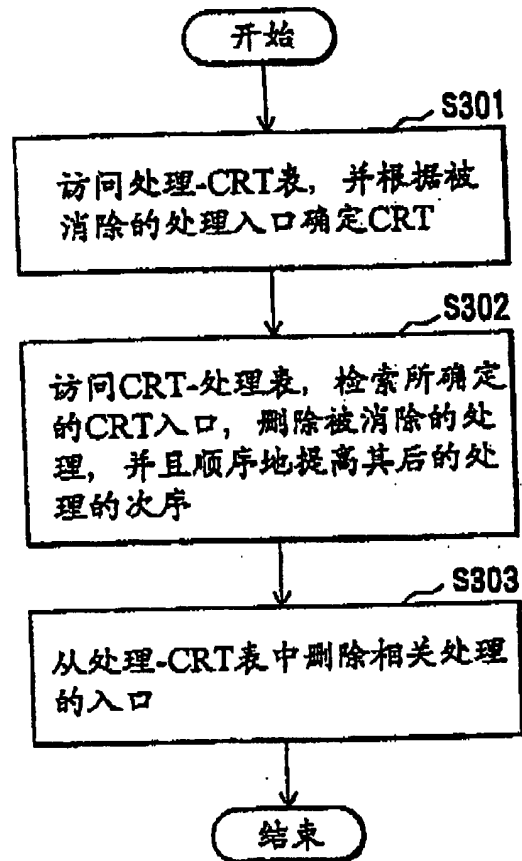 开始
S301
访问处理-CRT表，并根据被
消除的处理入口确定CRT
S302
访问CRT-处理表，检索所确定
的CRT入口，删除被消除的处
理，并且顺序地提高其后的处
理的次序
S303
从处理-CRT表中删除相关处理
的入口
结束